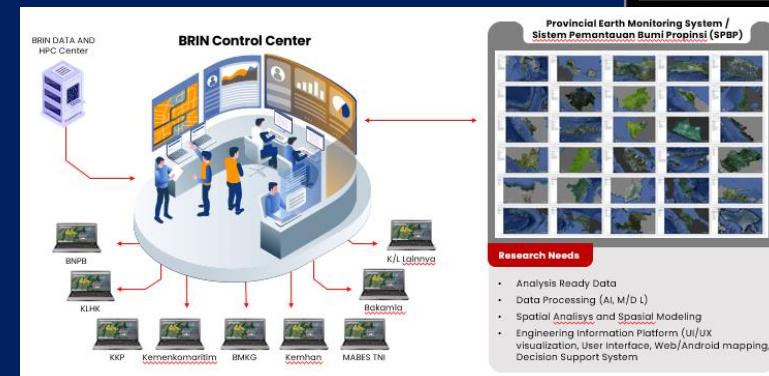 BRIN DATA AND
HPC Center
BRIN Control Center
BNPB
KLHK
KKP
Kemenkomaritim
BMKG
Kemhan
MABES TNI
Bakamla
K/L Lainnya
Provincial Earth Monitoring System /
Sistem Pemantauan Bumi Propinsi (SPBP)
Research Needs
• Analysis Ready Data
• Data Processing (AI, M/D L)
• Spatial Analisys and Spasial Modeling
• Engineering Information Platform (UI/UX
visualization, User Interface, Web/Android mapping,
Decision Support System